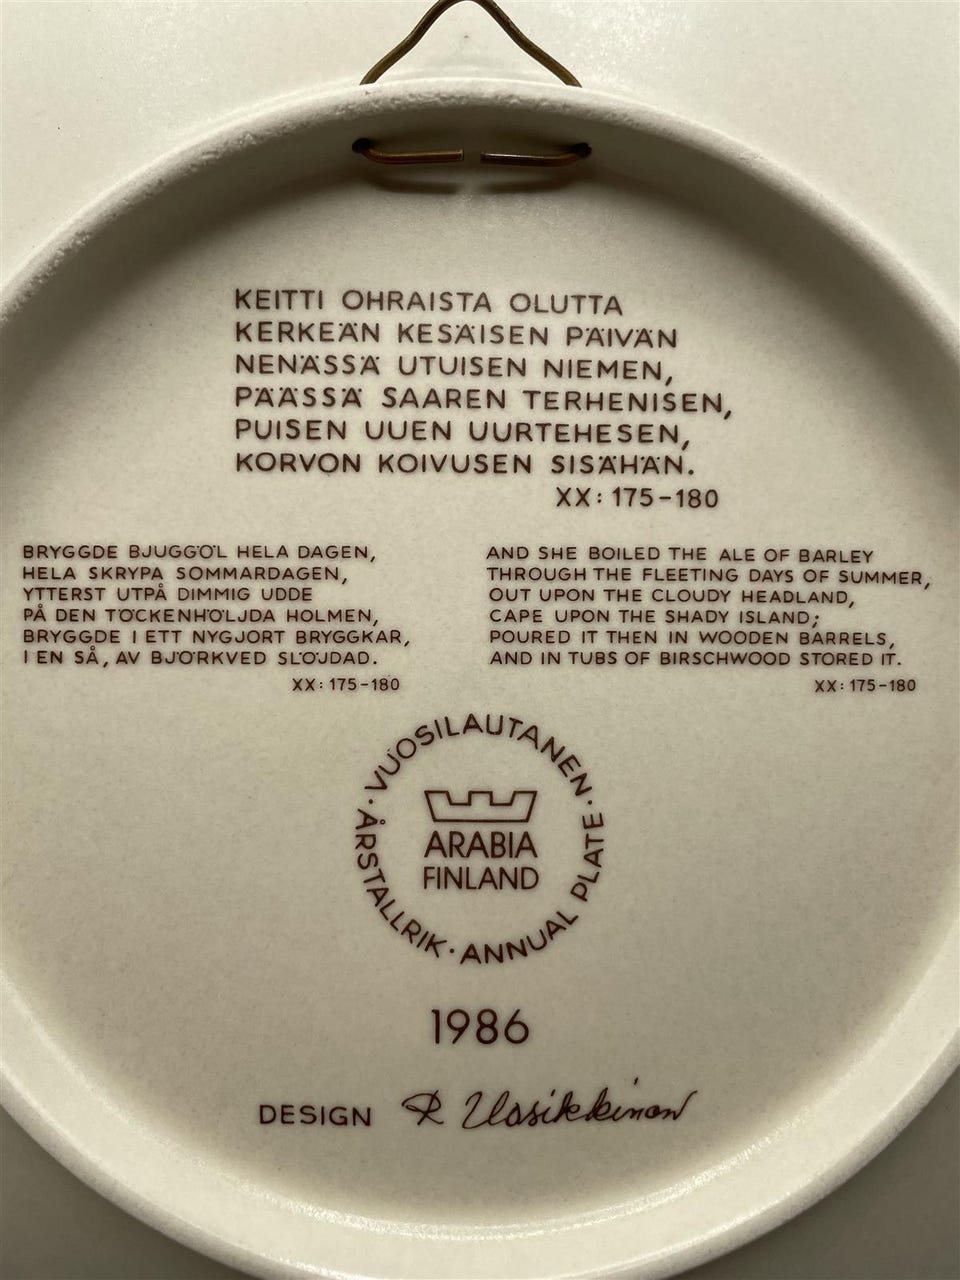 KEITTI OHRAISTA OLUTTA
KERKEÄN KESÄISEN PÄIVÄN
NENÄSSÄ UTUISEN NIEMEN,
PÄÄSSÄ SAAREN TERHENISEN,
PUISEN UUEN UURTEHESEN,
KORVON KOIVUSEN SISÄHÄN.
XX: 175-180
BRYGGDE BJUGGÖL HELA DAGEN,
HELA SKRYPA SOMMARDAGEN,
YTTERST UTPÅ DIMMIG UDDE
PÅ DEN TÖCKENHÖLJDA HOLMEN,
BRYGGDE I ETT NYGJORT BRYGGKAR,
I EN SÅ, AV BJÖRKVED SLÖJDAD.
XX: 175-180
AND SHE BOILED THE ALE OF BARLEY
THROUGH THE FLEETING DAYS OF SUMMER,
OUT UPON THE CLOUDY HEADLAND,
CAPE UPON THE SHADY ISLAND;
POURED IT THEN IN WOODEN BARRELS,
AND IN TUBS OF BIRSCHWOOD STORED IT.
XX: 175-180
· VUOSILAUTANEN · ANNUAL PLATE · ÅRSTALLRIK
ARABIA
FINLAND
1986
DESIGN R Uosikkinen